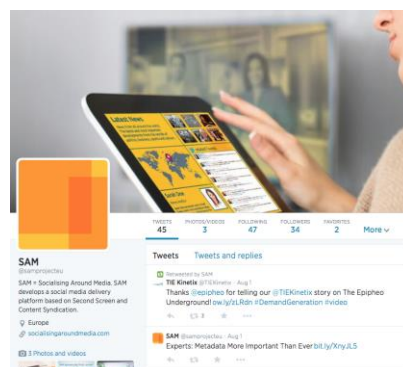 Latest News
TWEETS PHOTOS/VIDEOS FOLLOWING FOLLOWERS FAVORITES
45 3 47 34 2 More
SAM
@samprojecteu
SAM = Socialising Around Media. SAM
develops a social media delivery
platform based on Second Screen and
Content Syndication.
Europe
socialisingaroundmedia.com
3 Photos and videos
Tweets Tweets and replies
Retweeted by SAM
TIE Kinetix @TIEKinetix · Aug 1
Thanks @epipheo for telling our @TIEKinetix story on The Epipheo
Underground! ow.ly/zLRdn #DemandGeneration #video
3
SAM @samprojecteu · Aug 1
Experts: Metadata More Important Than Ever bit.ly/XnyJL5